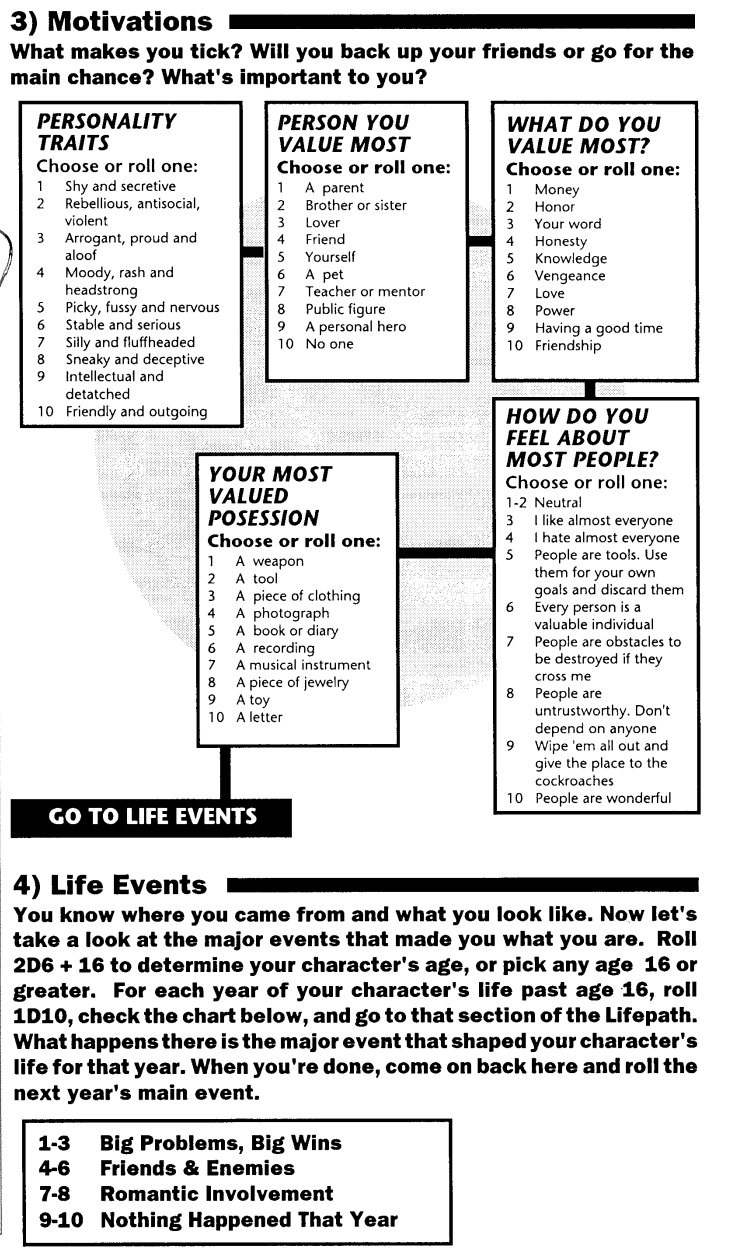 3) Motivations
What makes you tick? Will you back up your friends or go for the
main chance? What's important to you?
PERSONALITY
TRAITS
Choose or roll one:
1 Shy and secretive
2 Rebellious, antisocial,
violent
3 Arrogant, proud and
aloof
4 Moody, rash and
headstrong
5 Picky, fussy and nervous
6 Stable and serious
7 Silly and fluffheaded
8 Sneaky and deceptive
9 Intellectual and
detatched
10 Friendly and outgoing
PERSON YOU
VALUE MOST
Choose or roll one:
1 A parent
2 Brother or sister
3 Lover
4 Friend
5 Yourself
6 A pet
7 Teacher or mentor
8 Public figure
9 A personal hero
10 No one
WHAT DO YOU
VALUE MOST?
Choose or roll one:
1 Money
2 Honor
3 Your word
4 Honesty
5 Knowledge
6 Vengeance
7 Love
8 Power
9 Having a good time
10 Friendship
HOW DO YOU
FEEL ABOUT
MOST PEOPLE?
Choose or roll one:
1-2 Neutral
3 I like almost everyone
4 I hate almost everyone
5 People are tools. Use
them for your own
goals and discard them
6 Every person is a
valuable individual
7 People are obstacles to
be destroyed if they
cross me
8 People are
untrustworthy. Don't
depend on anyone
9 Wipe 'em all out and
give the place to the
cockroaches
10 People are wonderful
YOUR MOST
VALUED
POSESSION
Choose or roll one:
1 A weapon
2 A tool
3 A piece of clothing
4 A photograph
5 A book or diary
6 A recording
7 A musical instrument
8 A piece of jewelry
9 A toy
10 A letter
GO TO LIFE EVENTS
4) Life Events
You know where you came from and what you look like. Now let's
take a look at the major events that made you what you are. Roll
2D6 + 16 to determine your character's age, or pick any age 16 or
greater. For each year of your character's life past age 16, roll
1D10, check the chart below, and go to that section of the Lifepath.
What happens there is the major event that shaped your character's
life for that year. When you're done, come on back here and roll the
next year's main event.
1-3 Big Problems, Big Wins
4-6 Friends & Enemies
7-8 Romantic Involvement
9-10 Nothing Happened That Year